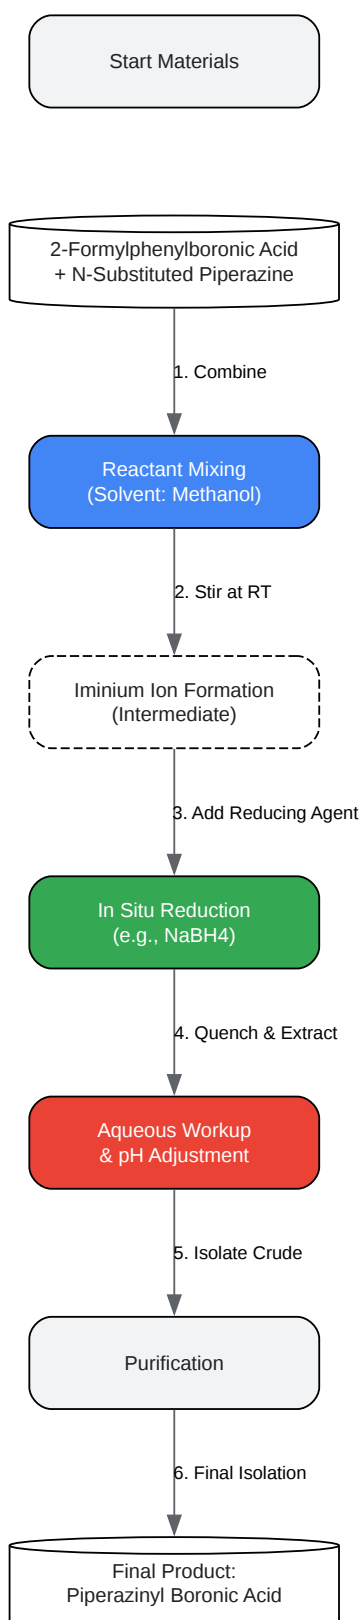 Start Materials
2-Formylphenylboronic Acid
+ N-Substituted Piperazine
1. Combine
Reactant Mixing
(Solvent: Methanol)
2. Stir at RT
Iminium Ion Formation
(Intermediate)
3. Add Reducing Agent
In Situ Reduction
(e.g., NaBH4)
4. Quench & Extract
Aqueous Workup
& pH Adjustment
5. Isolate Crude
Purification
6. Final Isolation
Final Product:
Piperazinyl Boronic Acid